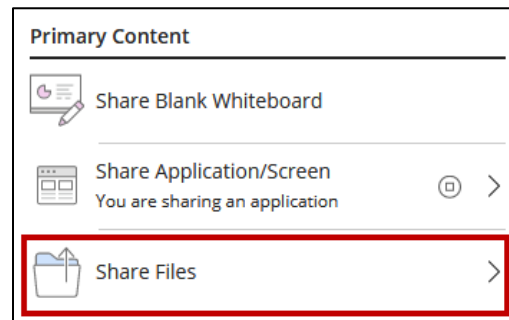 Primary Content
Share Blank Whiteboard
Share Application/Screen
You are sharing an application
Share Files